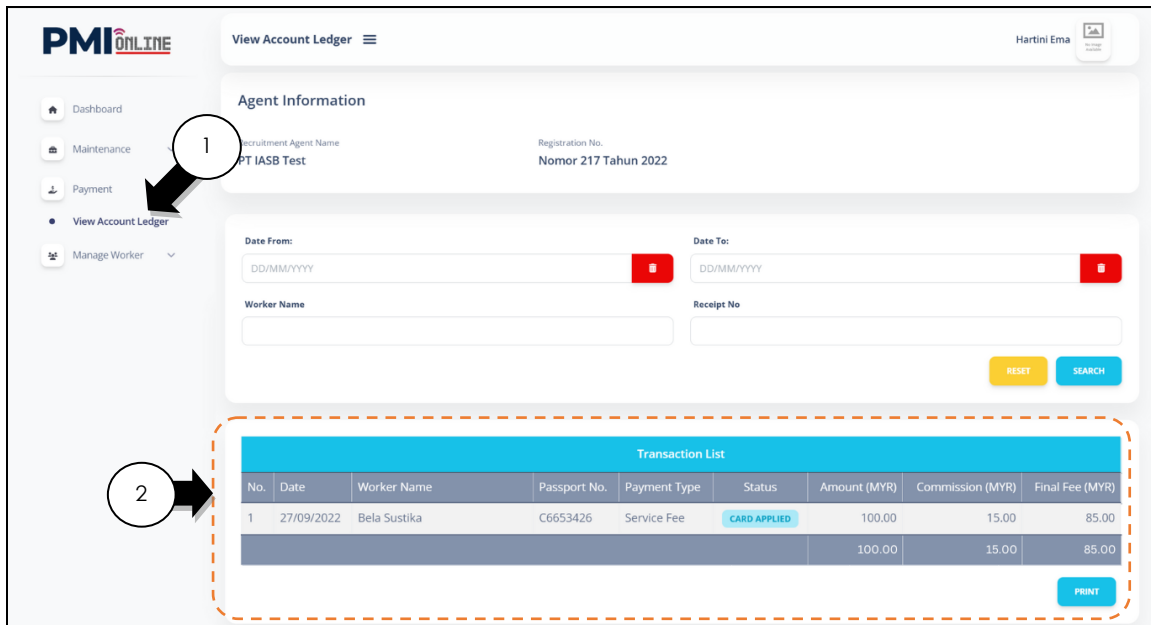 PMI ONLINE
View Account Ledger
Hartini Ema
No Image Available
Dashboard
Maintenance
Payment
View Account Ledger
Manage Worker
1
Agent Information
Recruitment Agent Name
Registration No.
PT IASB Test
Nomor 217 Tahun 2022
Date From:
Date To:
DD/MM/YYYY
DD/MM/YYYY
Worker Name
Receipt No
RESET
SEARCH
2
Transaction List
No. Date Worker Name Passport No. Payment Type Status Amount (MYR) Commission (MYR) Final Fee (MYR)
1 27/09/2022 Bela Sustika C6653426 Service Fee CARD APPLIED 100.00 15.00 85.00
100.00 15.00 85.00
PRINT